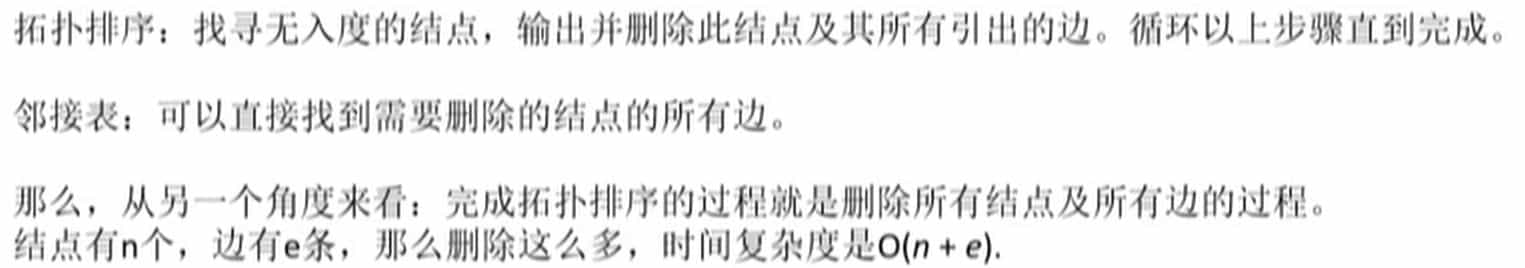 拓扑排序：找寻无入度的结点，输出并删除此结点及其所有引出的边。循环以上步骤直到完成。
邻接表：可以直接找到需要删除的结点的所有边。
那么，从另一个角度来看：完成拓扑排序的过程就是删除所有结点及所有边的过程。
结点有n个，边有e条，那么删除这么多，时间复杂度是O(n + e).